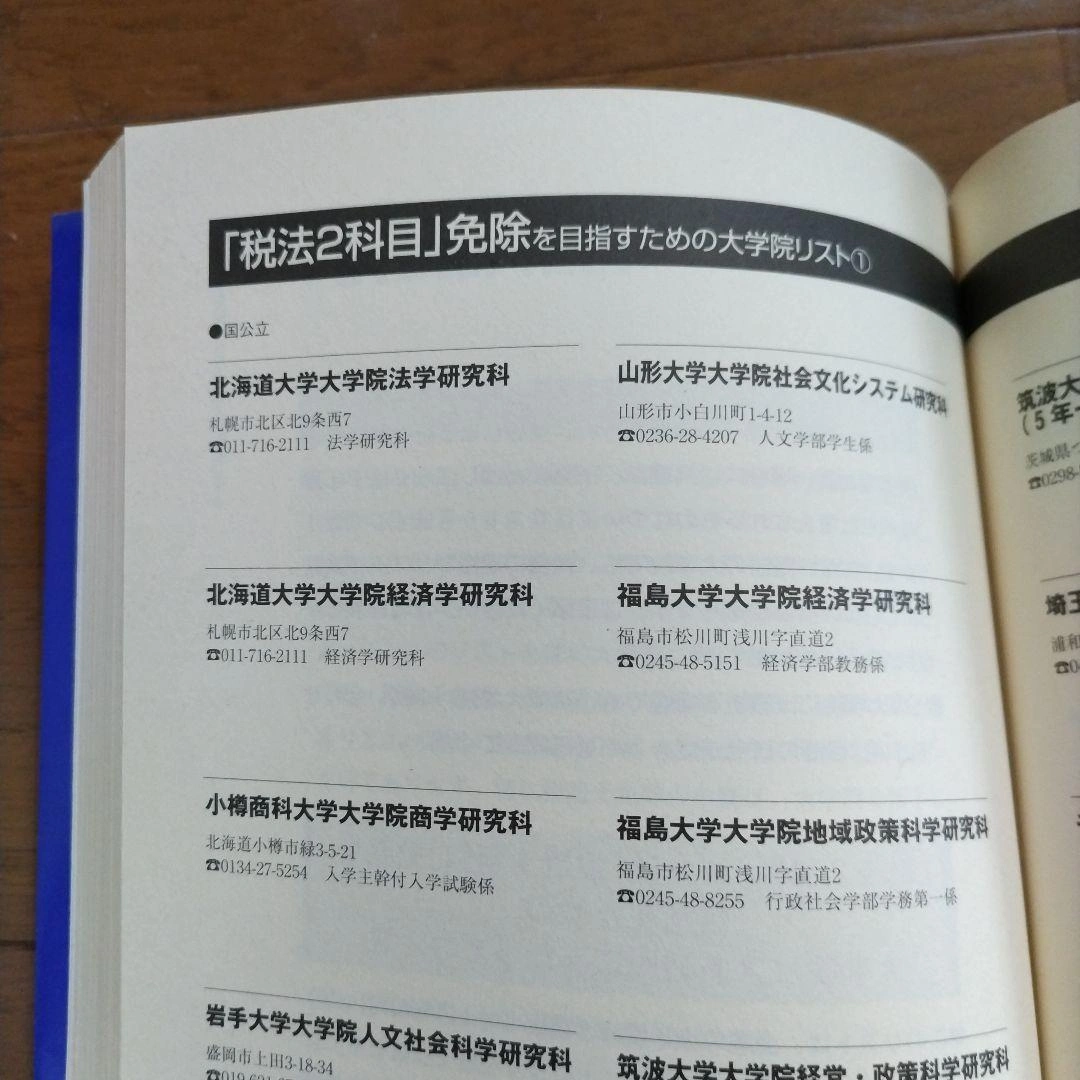 「税法2科目」免除を目指すための大学院リスト①
●国公立
北海道大学大学院法学研究科
札幌市北区北9条西7
☎011-716-2111 法学研究科
北海道大学大学院経済学研究科
札幌市北区北9条西7
☎011-716-2111 経済学研究科
小樽商科大学大学院商学研究科
北海道小樽市緑3-5-21
☎0134-27-5254 入学主幹付入学試験係
岩手大学大学院人文社会科学研究科
盛岡市上田3-18-34
山形大学大学院社会文化システム研究科
山形市小白川町1-4-12
☎0236-28-4207 人文学部学生係
福島大学大学院経済学研究科
福島市松川町浅川字直道2
☎0245-48-5151 経済学部教務係
福島大学大学院地域政策科学研究科
福島市松川町浅川字直道2
☎0245-48-8255 行政社会学部学務第一係
筑波大学大学院経営・政策科学研究科
筑波大
(5年
茨城県
☎0298-
埼玉
浦和